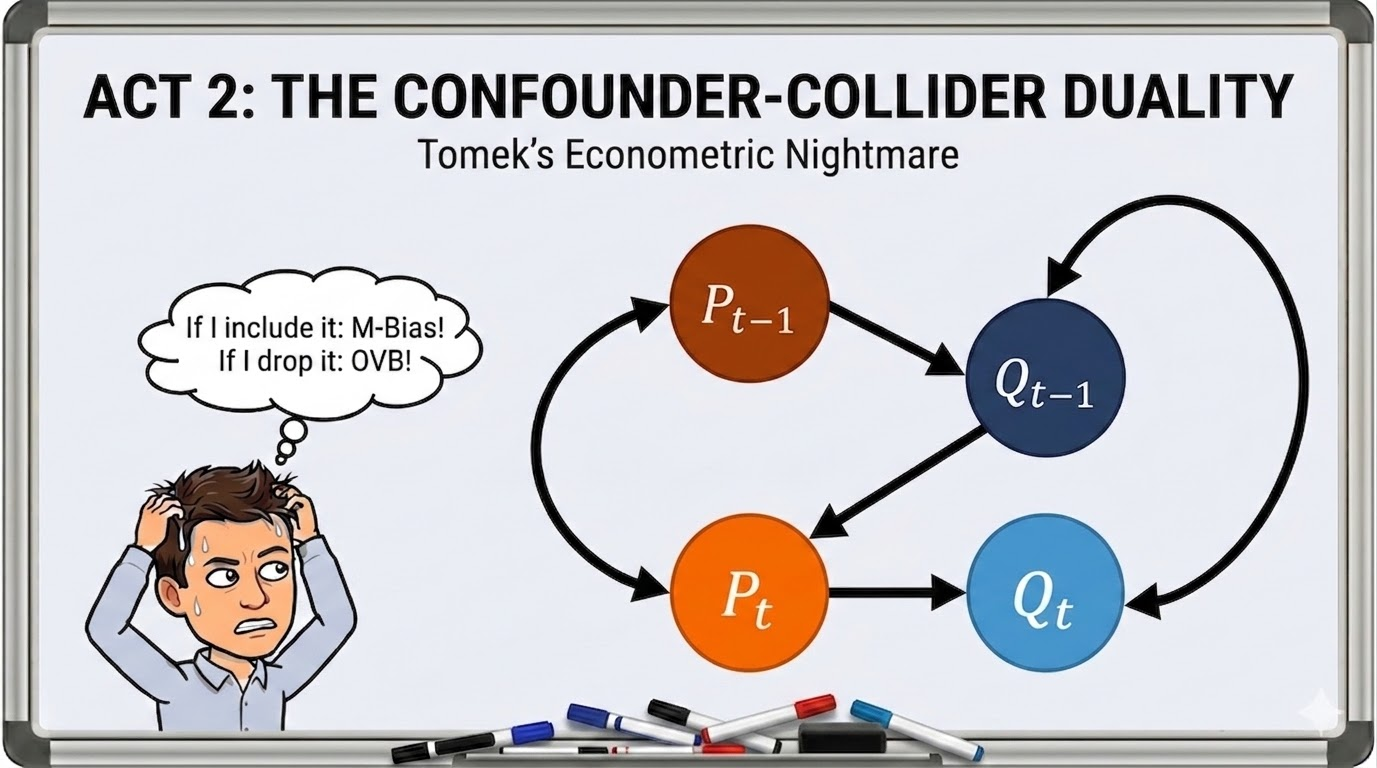 ACT 2: THE CONFOUNDER-COLLIDER DUALITY
Tomek's Econometric Nightmare
If I include it: M-Bias!
If I drop it: OVB!
P_{t-1}
Q_{t-1}
P_t
Q_t